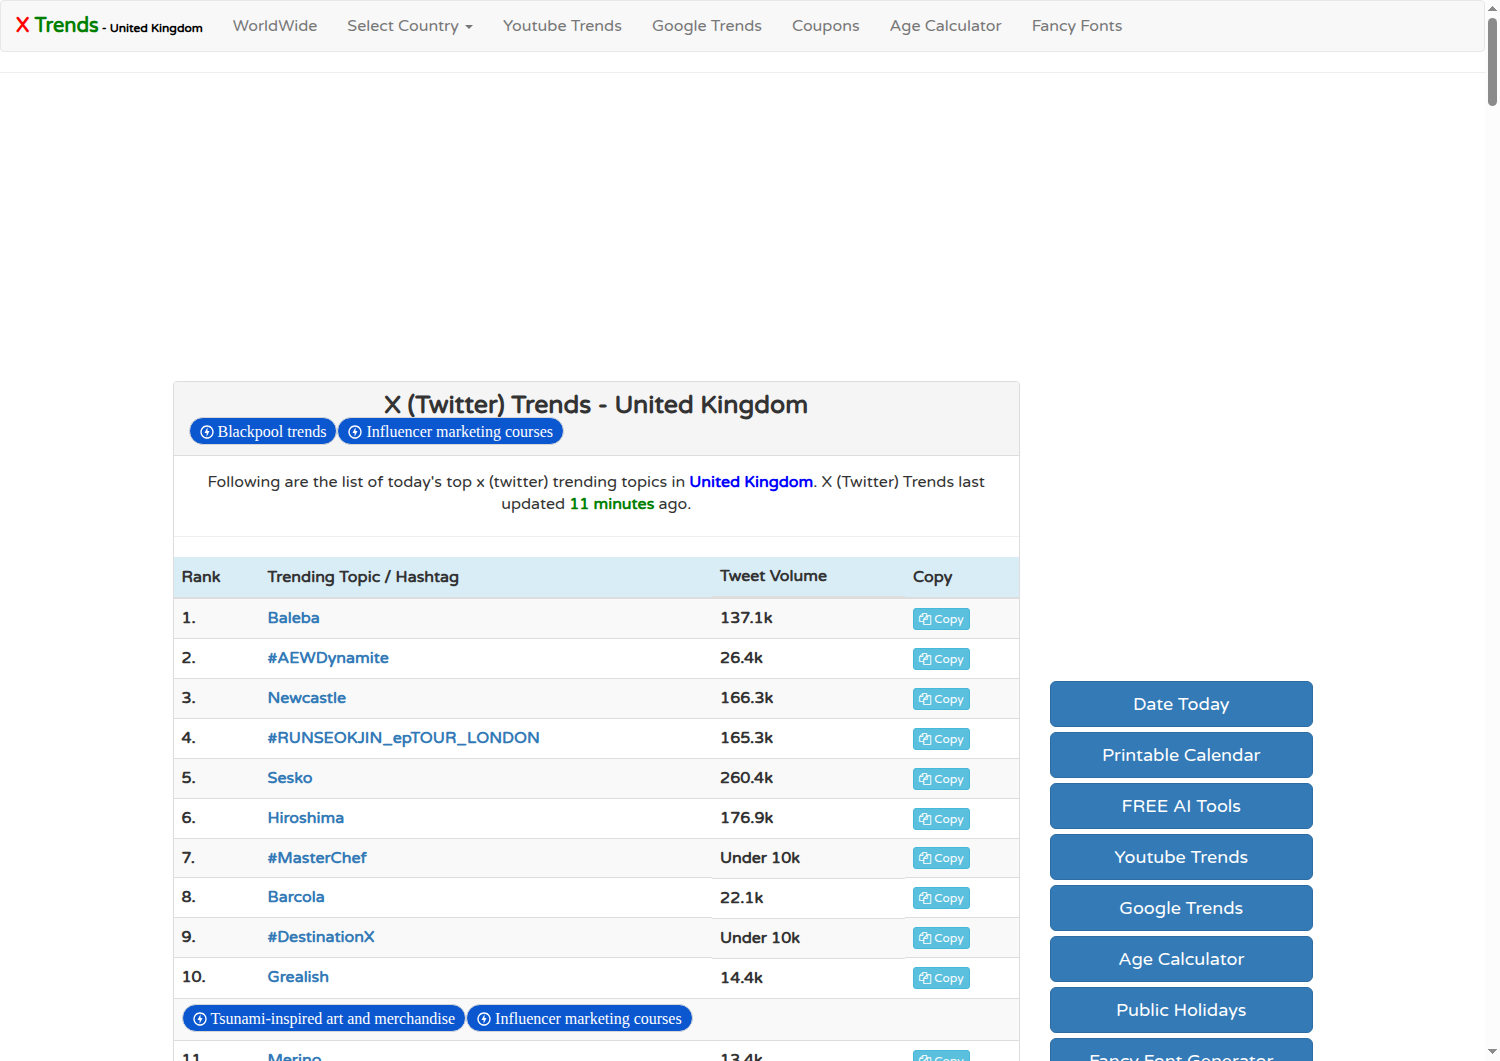 X Trends - United Kingdom WorldWide Select Country Youtube Trends Google Trends Coupons Age Calculator Fancy Fonts
X (Twitter) Trends - United Kingdom
Blackpool trends Influencer marketing courses
Following are the list of today's top x (twitter) trending topics in United Kingdom. X (Twitter) Trends last
updated 11 minutes ago.
Rank Trending Topic / Hashtag Tweet Volume Copy
1. Baleba 137.1k Copy
2. #AEWDynamite 26.4k Copy
3. Newcastle 166.3k Copy
4. #RUNSEOKJIN_epTOUR_LONDON 165.3k Copy
5. Sesko 260.4k Copy
6. Hiroshima 176.9k Copy
7. #MasterChef Under 10k Copy
8. Barcola 22.1k Copy
9. #DestinationX Under 10k Copy
10. Grealish 14.4k Copy
Tsunami-inspired art and merchandise Influencer marketing courses
11. Merino 13.4k Copy
Date Today
Printable Calendar
FREE AI Tools
Youtube Trends
Google Trends
Age Calculator
Public Holidays
Fancy Font Generator